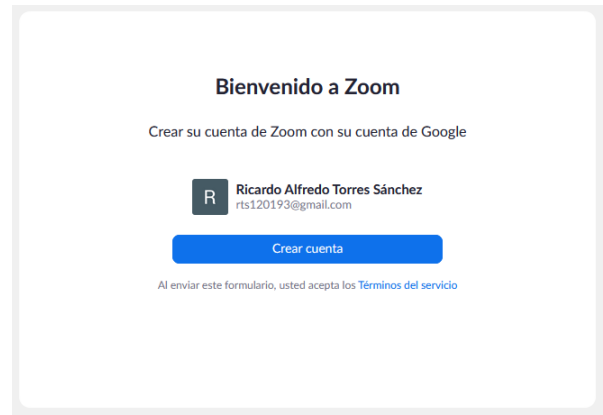 Bienvenido a Zoom
Crear su cuenta de Zoom con su cuenta de Google
R
Ricardo Alfredo Torres Sánchez
rts120193@gmail.com
Crear cuenta
Al enviar este formulario, usted acepta los Términos del servicio